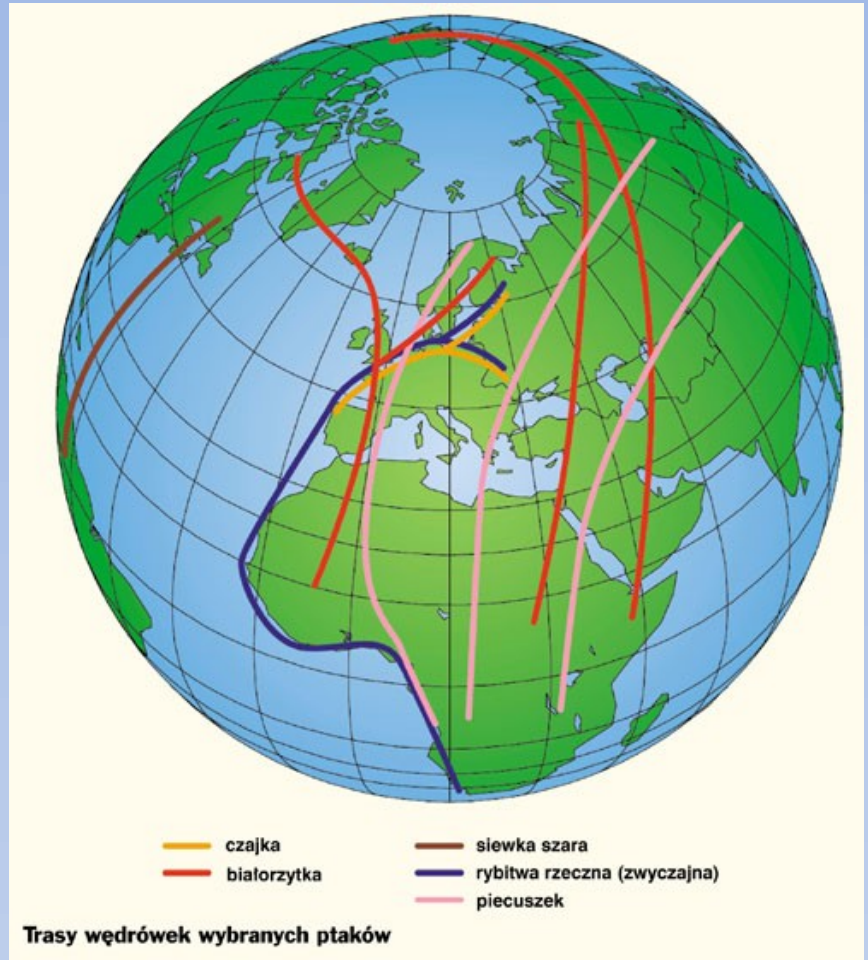 czajka
białorzytka
siewka szara
rybitwa rzeczna (zwyczajna)
piecuszek
Trasy wędrówek wybranych ptaków